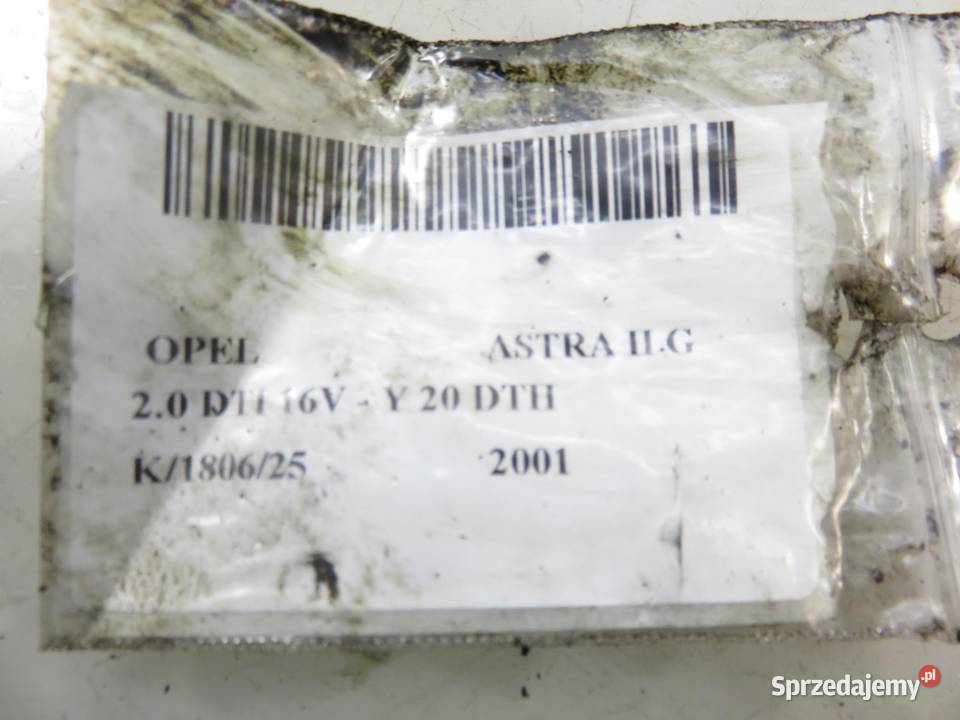 OPEL ASTRA II.G
2.0 DTI 16V - Y 20 DTH
K/1806/25 2001
Sprzedajemy.pl